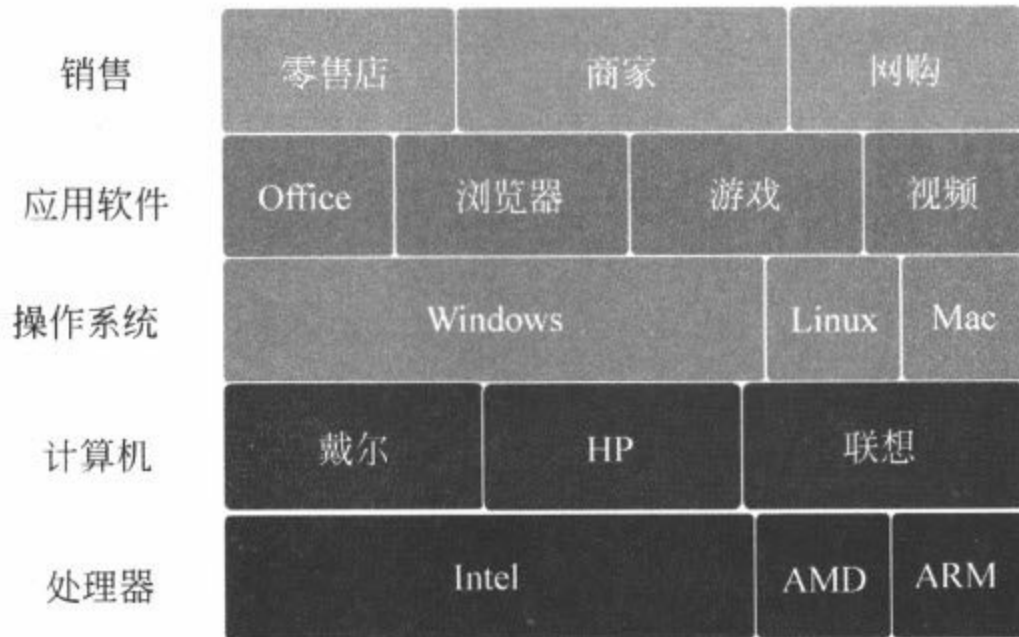 销售 零售店 商家 网购
应用软件 Office 浏览器 游戏 视频
操作系统 Windows Linux Mac
计算机 戴尔 HP 联想
处理器 Intel AMD ARM